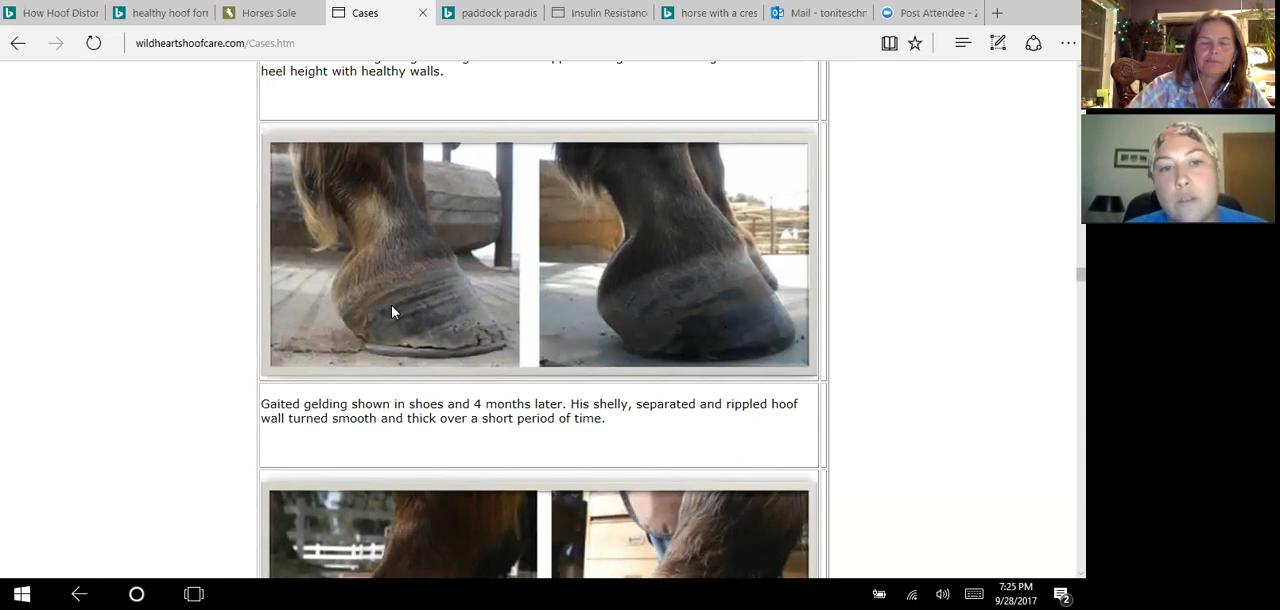 How Hoof Distor
healthy hoof form
Horses Sole
Cases
paddock paradis
Insulin Resistanc
horse with a cres
Mail - toniteschn
Post Attendee - Z
wildheartshoofcare.com/Cases.htm
heel height with healthy walls.
Gaited gelding shown in shoes and 4 months later. His shelly, separated and rippled hoof
wall turned smooth and thick over a short period of time.
7:25 PM
9/28/2017
2